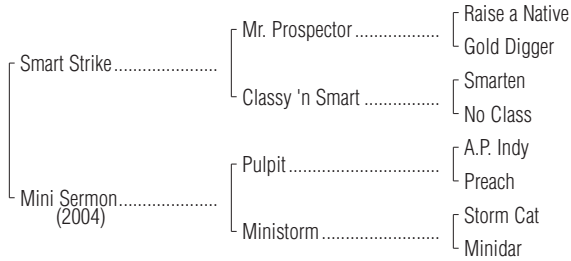 Raise a Native
Mr. Prospector ..................
Gold Digger
Smart Strike ......................
Smarten
Classy 'n Smart ................
No Class
A.P. Indy
Pulpit ................................
Preach
Mini Sermon .....................
(2004)
Storm Cat
Ministorm .........................
Minidar